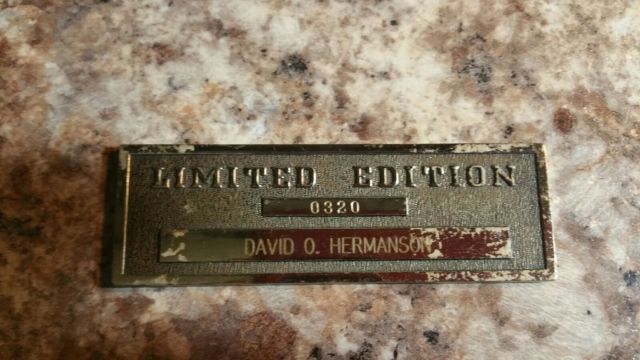 LIMITED EDITION
0320
DAVID O. HERMANSON